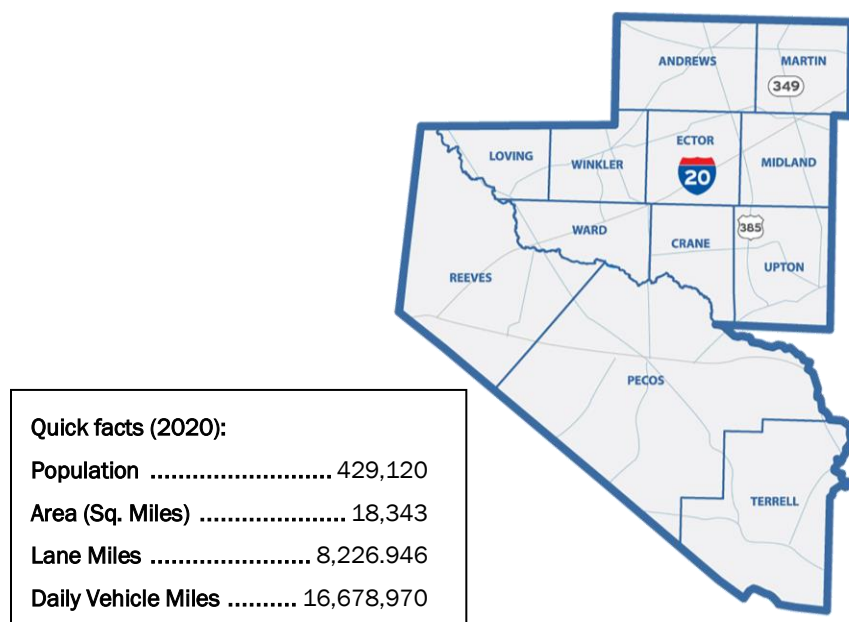 ANDREWS
MARTIN
349
LOVING
WINKLER
ECTOR
20
MIDLAND
WARD
CRANE
385
UPTON
REEVES
PECOS
TERRELL
Quick facts (2020):
Population .............................. 429,120
Area (Sq. Miles) ........................ 18,343
Lane Miles ............................ 8,226.946
Daily Vehicle Miles .......... 16,678,970